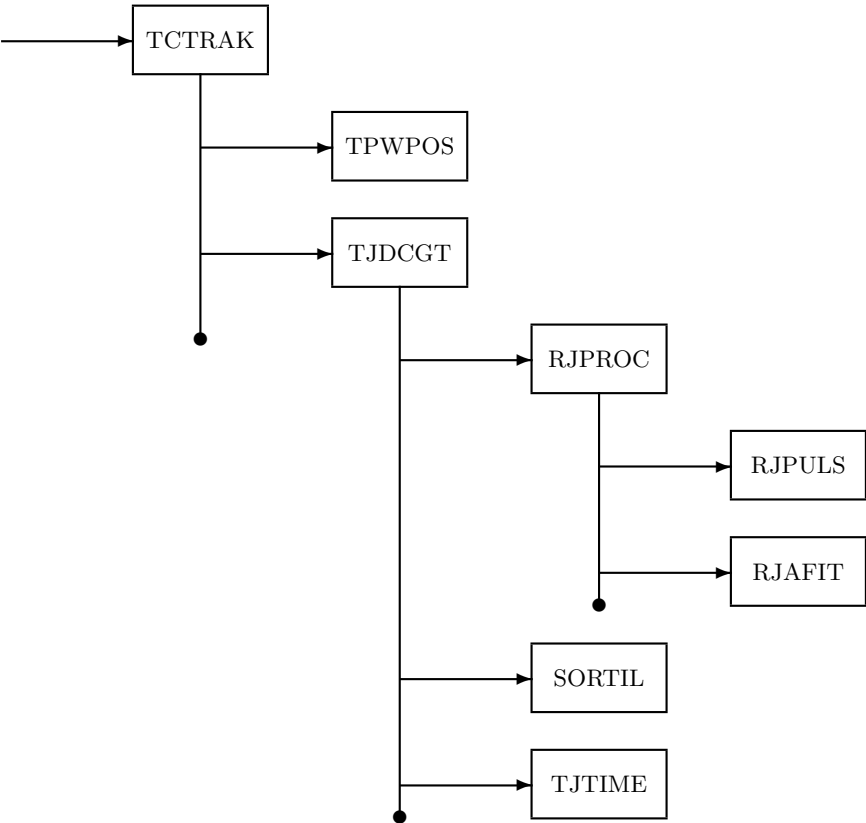 TCTRAK
TPWPOS
TJDCGT
RJPROC
RJPULS
RJAFIT
SORTIL
TJTIME